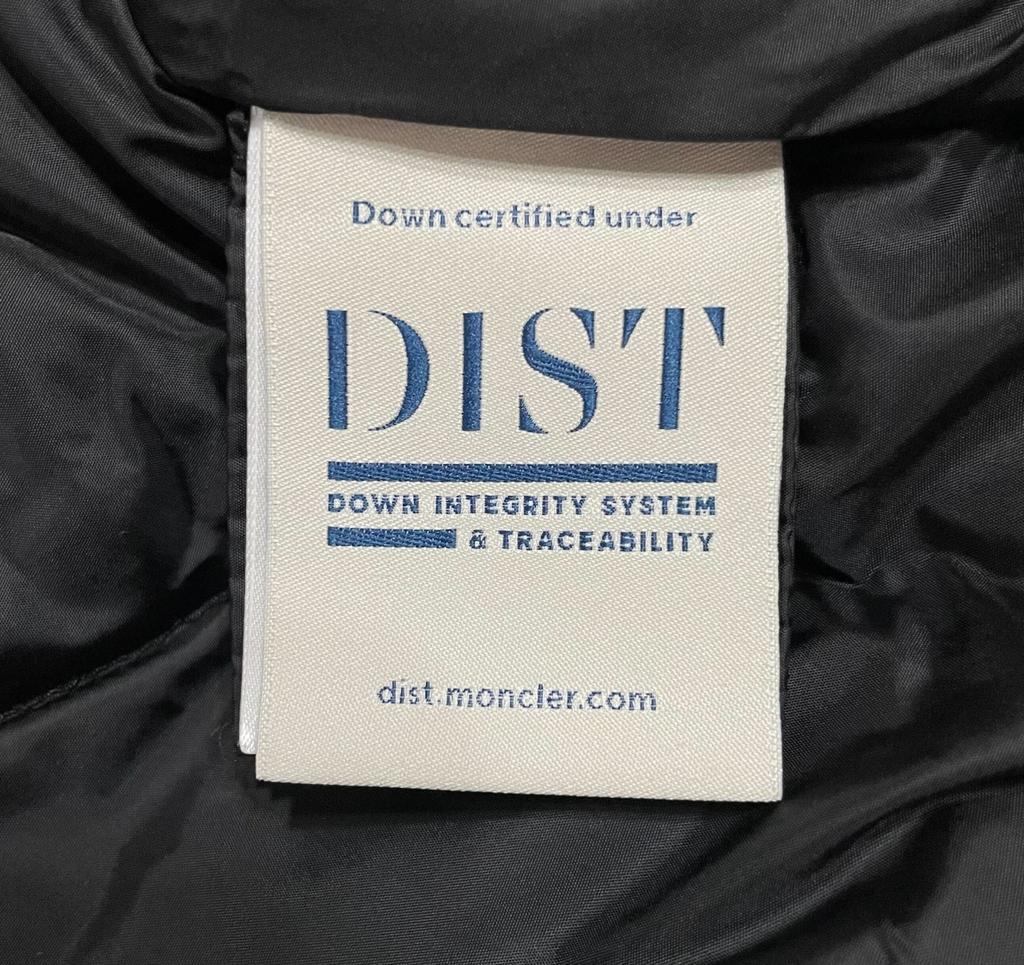 Down certified under
DIST
DOWN INTEGRITY SYSTEM
& TRACEABILITY
dist.moncler.com